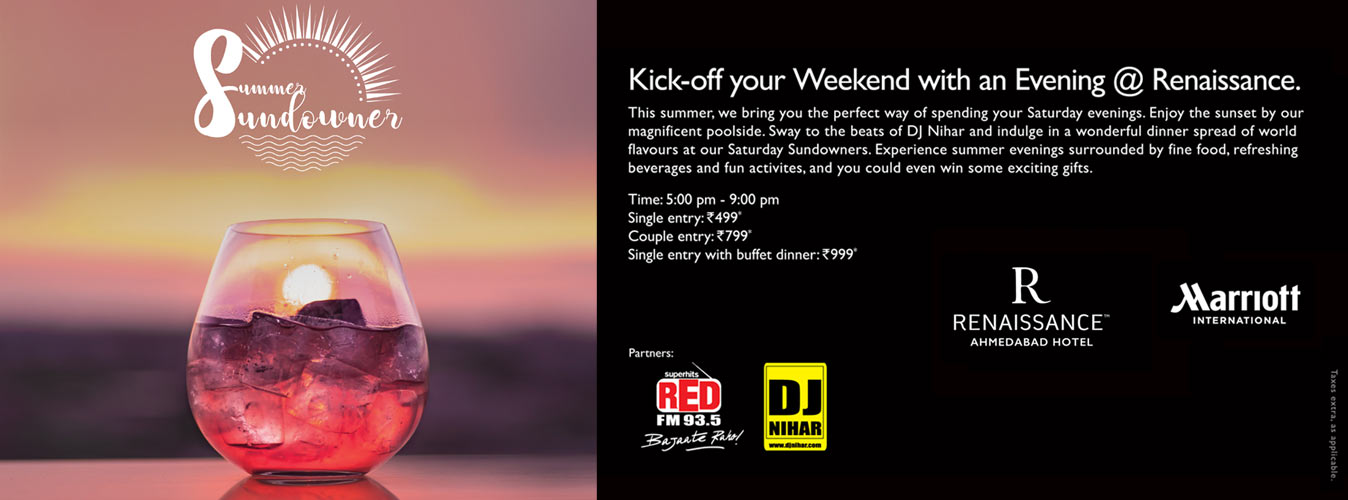 Summer
Sundowner
Kick-off your Weekend with an Evening @ Renaissance.
This summer, we bring you the perfect way of spending your Saturday evenings. Enjoy the sunset by our
magnificent poolside. Sway to the beats of DJ Nihar and indulge in a wonderful dinner spread of world
flavours at our Saturday Sundowners. Experience summer evenings surrounded by fine food, refreshing
beverages and fun activites, and you could even win some exciting gifts.
Time: 5:00 pm - 9:00 pm
Single entry: ₹499*
Couple entry: ₹799*
Single entry with buffet dinner: ₹999*
R
RENAISSANCE™
AHMEDABAD HOTEL
Marriott
INTERNATIONAL
Partners:
superhits
RED
FM 93.5
Bajaate Raho!
DJ
NIHAR
www.djnihar.com
Taxes extra, as applicable.